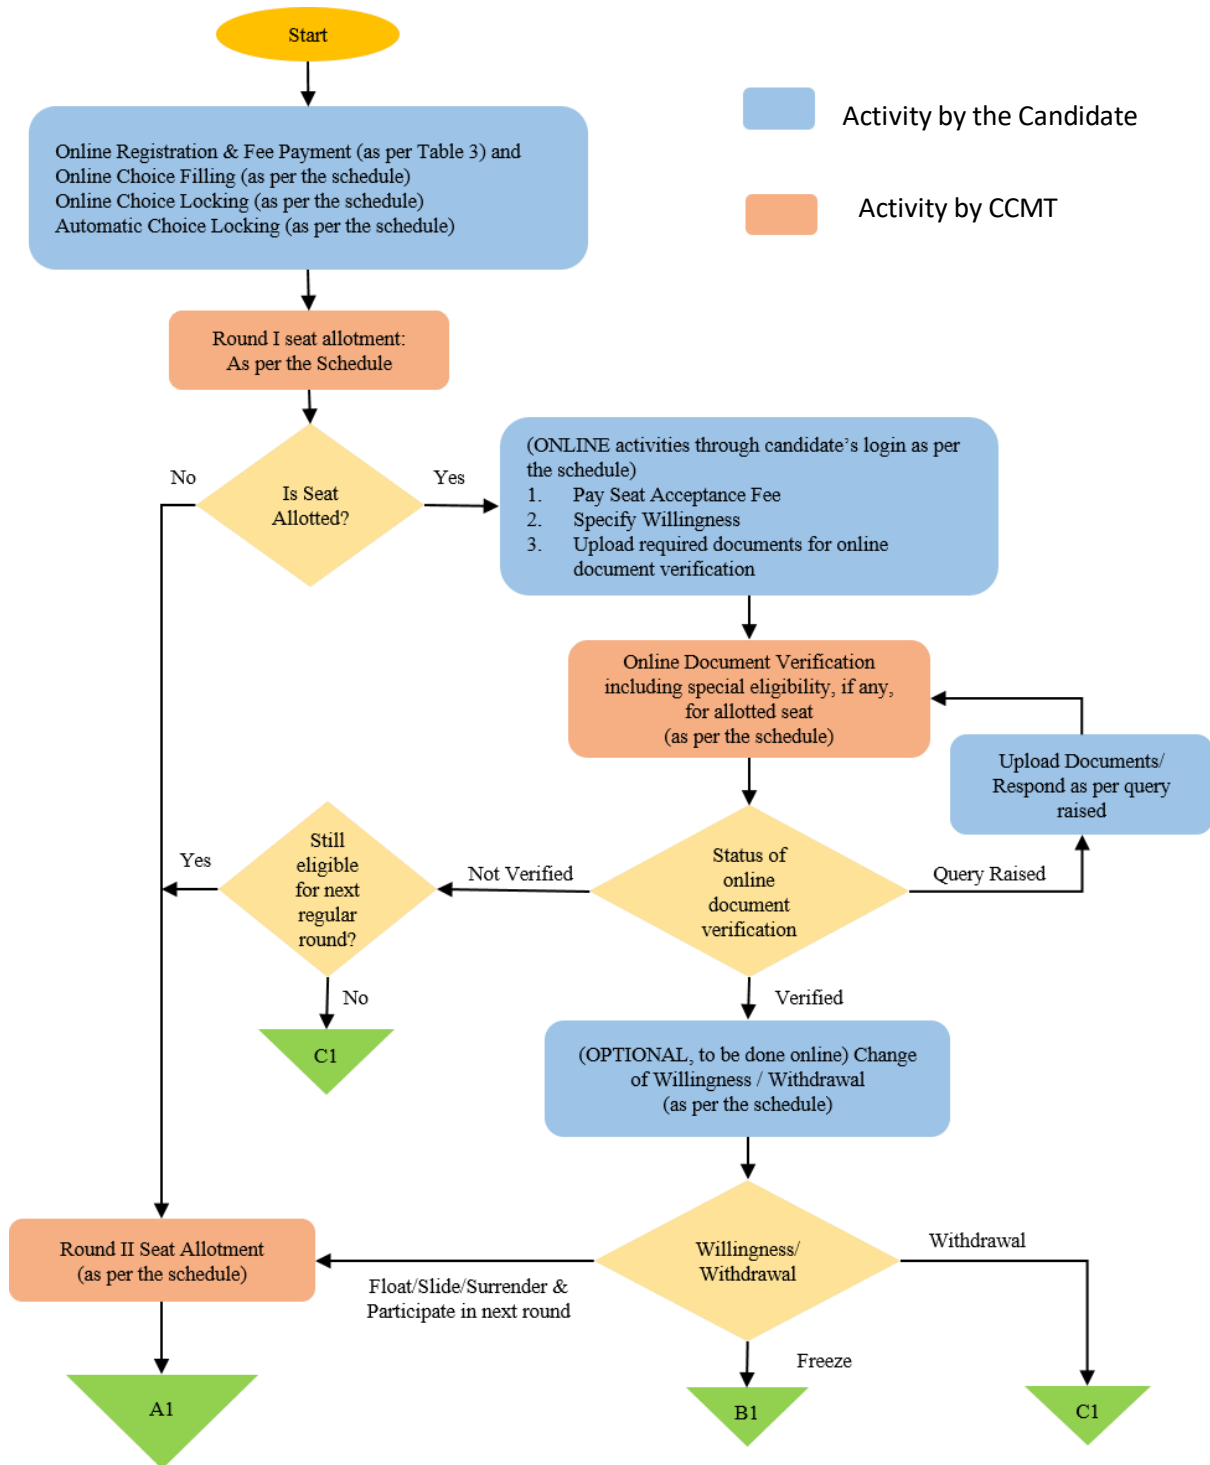 Start
Activity by the Candidate
Online Registration & Fee Payment (as per Table 3) and
Online Choice Filling (as per the schedule)
Online Choice Locking (as per the schedule)
Automatic Choice Locking (as per the schedule)
Activity by CCMT
Round I seat allotment:
As per the Schedule
No
Is Seat
Allotted?
Yes
(ONLINE activities through candidate’s login as per
the schedule)
1. Pay Seat Acceptance Fee
2. Specify Willingness
3. Upload required documents for online
document verification
Online Document Verification
including special eligibility, if any,
for allotted seat
(as per the schedule)
Upload Documents/
Respond as per query
raised
Yes
Still
eligible
for next
regular
round?
Not Verified
Status of
online
document
verification
Query Raised
No
Verified
C1
(OPTIONAL, to be done online) Change
of Willingness / Withdrawal
(as per the schedule)
Round II Seat Allotment
(as per the schedule)
Float/Slide/Surrender &
Participate in next round
Willingness/
Withdrawal
Withdrawal
Freeze
A1
B1
C1